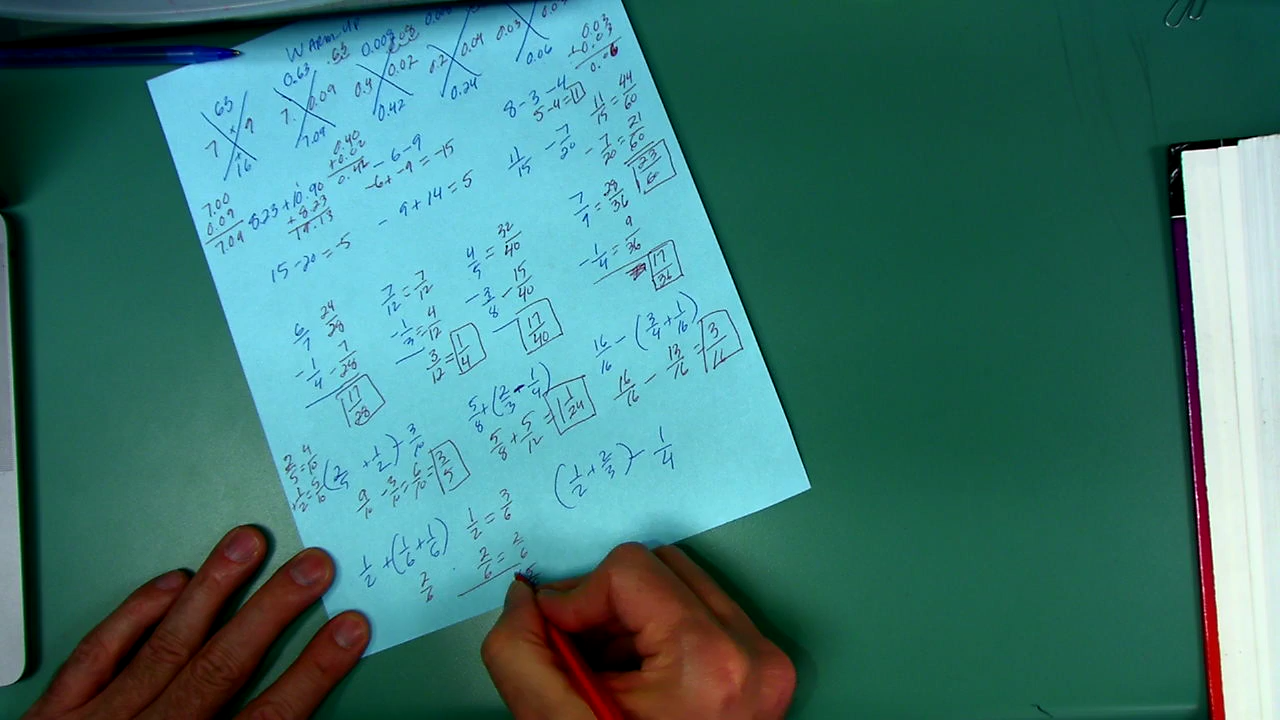 WARM UP
63
7 9
16
0.63 .63
7. 0.09
7.09
0.008
0.4 0.02
0.42
0.2 0.04
0.24
0.03
0.06
0.03
+0.03
0.06
7.00
0.09
7.09
0.40
+0.02
0.42
8.23+10.90
+8.23
19.13
-6-9
-6+-9=-15
8-3-4
5-4=1
15-20=-5
-9+14=5
11/15 - 7/20
11/15 = 44/60
- 7/20 = 21/60
23/60
6/7 24/28
- 1/4 - 7/28
17/28
7/12 = 7/12
- 1/3 = 4/12
3/12 = 1/4
4/5 = 32/40
- 3/8 - 15/40
17/40
7/9 = 28/36
- 1/4 = 9/36
17/36
2/5 = 4/10
+ 1/2 = 5/10
(2/5 + 1/2) - 3/10
9/10 - 3/10 = 6/10 = 3/5
5/8 + (2/3 - 1/4)
5/8 + 5/12 = 1 1/24
16/16 - (3/4 + 1/16)
16/16 - 13/16 = 3/16
1/2 + (1/6 + 1/6)
2/6
1/2 = 3/6
2/6 = 2/6
(1/2 + 2/3) - 1/4